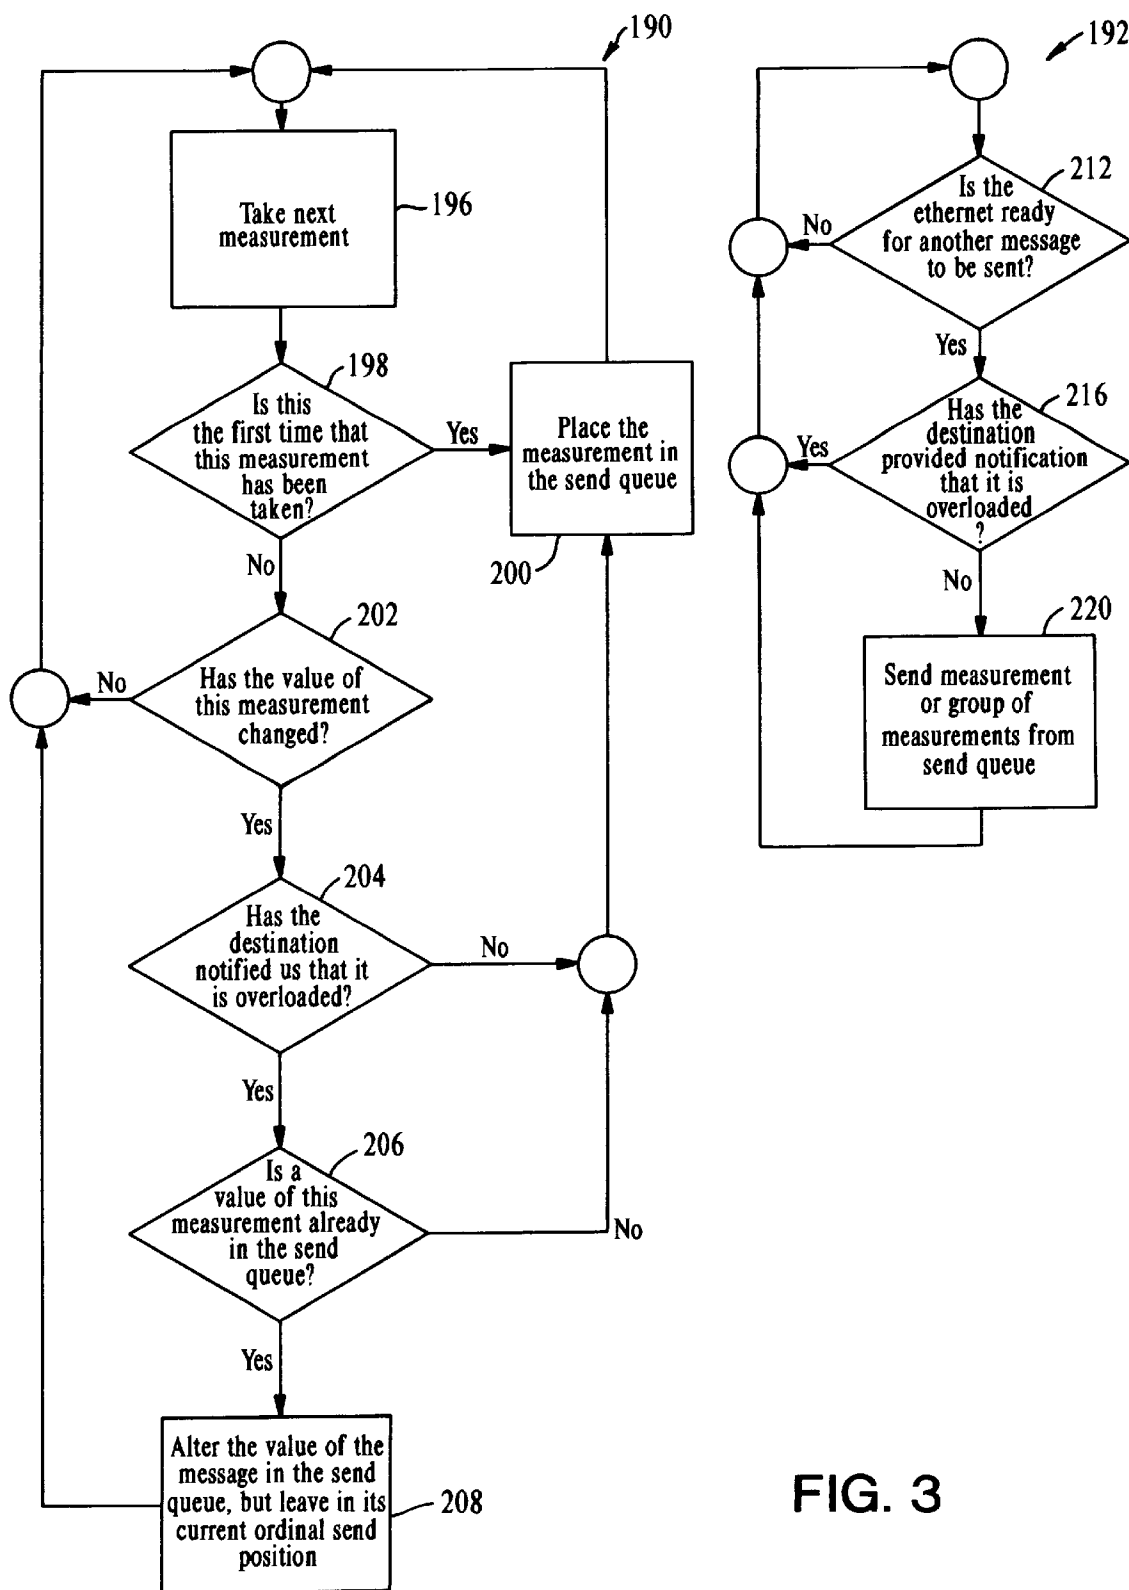 190
Take next
measurement
196
198
Is this
the first time that
this measurement
has been
taken?
Yes
Place the
measurement in
the send queue
200
No
202
Has the value of
this measurement
changed?
No
Yes
204
Has the
destination
notified us that it
is overloaded?
No
Yes
206
Is a
value of this
measurement already
in the send
queue?
No
Yes
Alter the value of the
message in the send
queue, but leave in its
current ordinal send
position
208
192
212
Is the
ethernet ready
for another message
to be sent?
No
Yes
216
Has the
destination
provided notification
that it is
overloaded
?
Yes
No
220
Send measurement
or group of
measurements from
send queue
FIG. 3